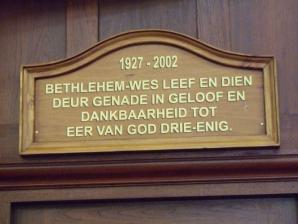 1927 - 2002
BETHLEHEM-WES LEEF EN DIEN
DEUR GENADE IN GELOOF EN
DANKBAARHEID TOT
EER VAN GOD DRIE-ENIG.